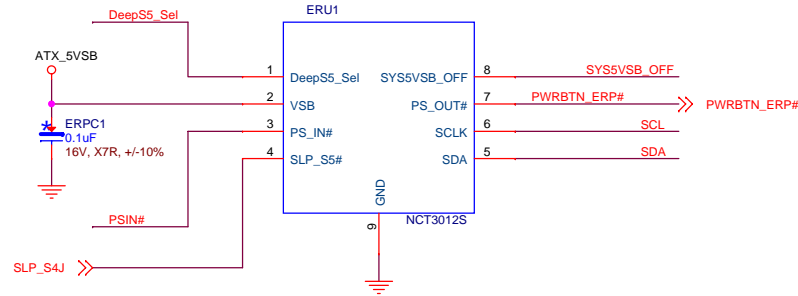 DeepS5_Sel
ERU1
ATX_5VSB
1
DeepS5_Sel
SYS5VSB_OFF
8
SYS5VSB_OFF
2
VSB
PS_OUT#
7
PWRBTN_ERP#
PWRBTN_ERP#
ERPC1
0.1uF
16V, X7R, +/-10%
3
PS_IN#
SCLK
6
SCL
4
SLP_S5#
SDA
5
SDA
GND
PSIN#
9
NCT3012S
SLP_S4J